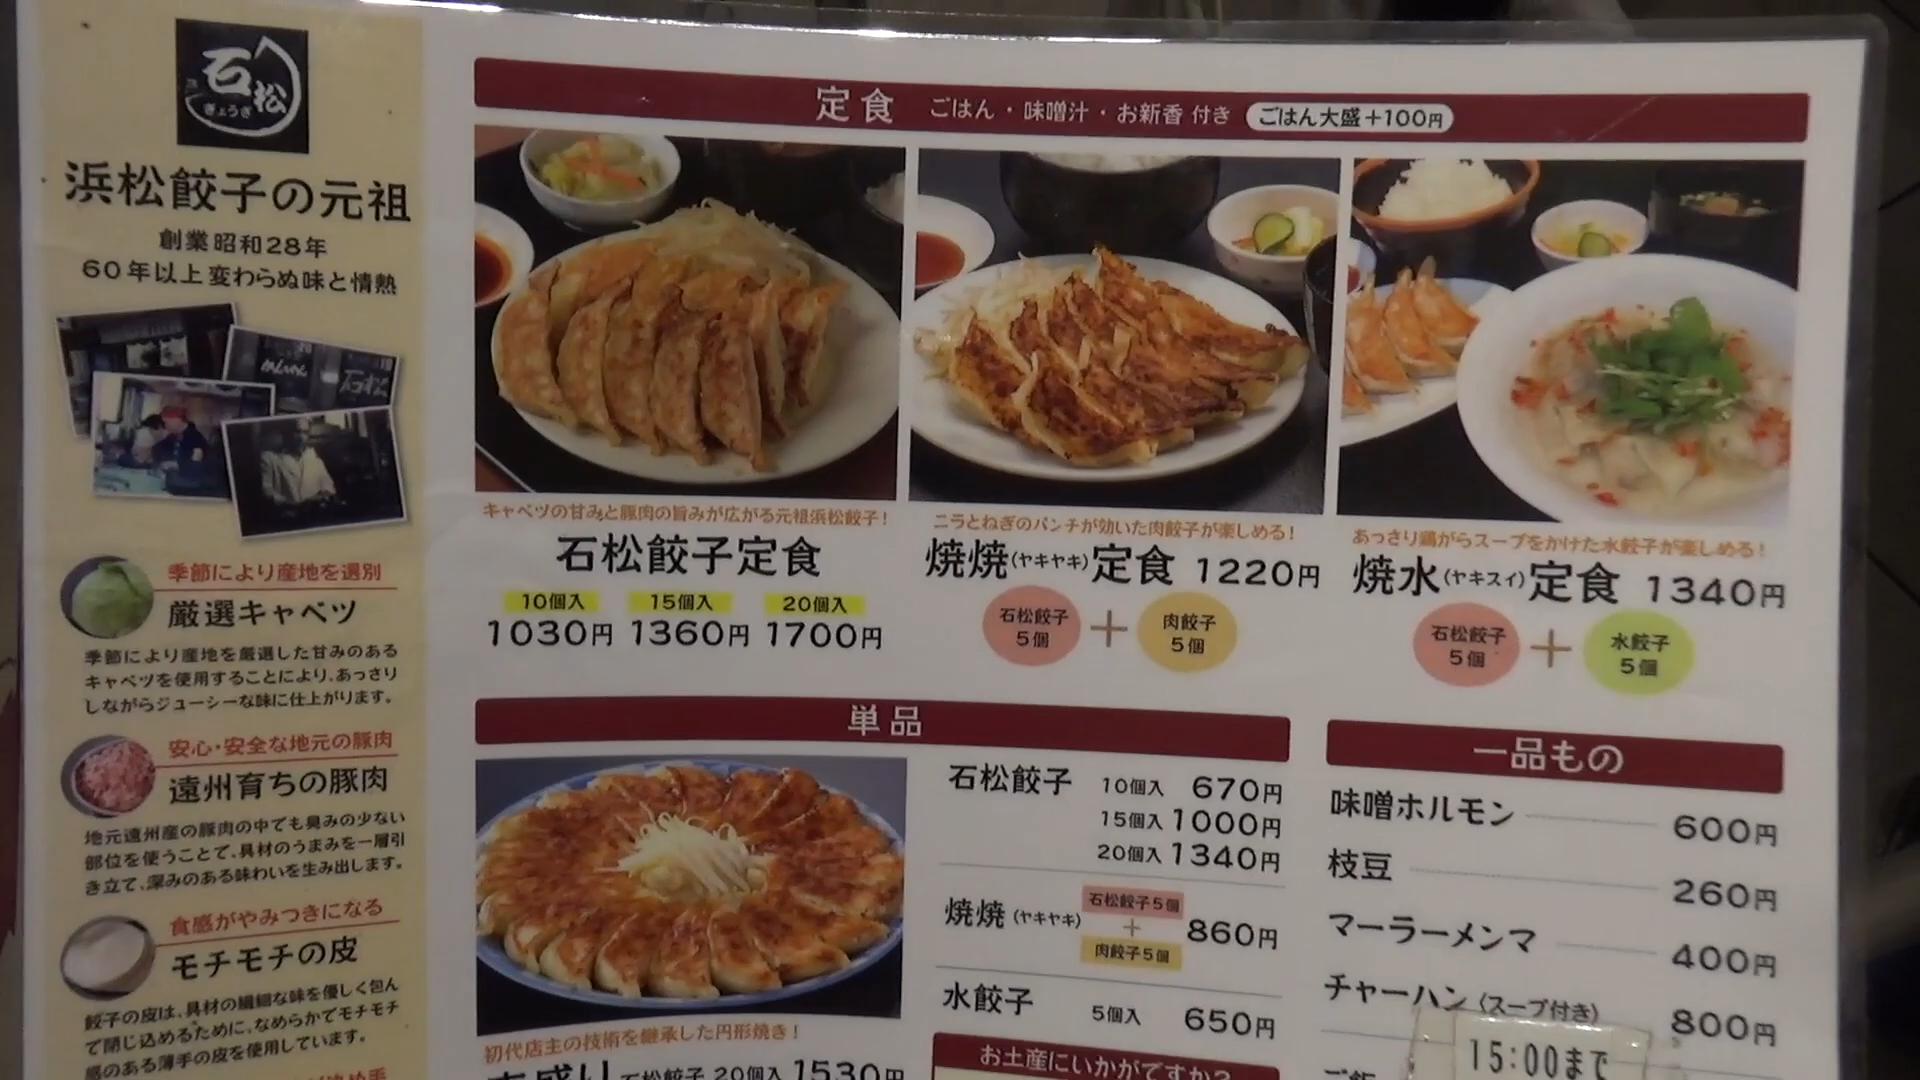 石松
ぎょうざ
浜松餃子の元祖
創業昭和28年
60年以上変わらぬ味と情熱
石松
季節により産地を選別
厳選キャベツ
季節により産地を厳選した甘みのある
キャベツを使用することにより、あっさり
しながらジューシーな味に仕上がります。
安心・安全な地元の豚肉
遠州育ちの豚肉
地元遠州産の豚肉の中でも臭みの少ない
部位を使うことで、具材のうまみを一層引
き立て、深みのある味わいを生み出します。
食感がやみつきになる
モチモチの皮
餃子の皮は、具材の繊細な味を優しく包ん
で閉じ込めるために、なめらかでモチモチ
感のある薄手の皮を使用しています。
定食 ごはん・味噌汁・お新香 付き ごはん大盛+100円
キャベツの甘みと豚肉の旨みが広がる元祖浜松餃子!
石松餃子定食
10個入 15個入 20個入
1030円 1360円 1700円
ニラとねぎのパンチが効いた肉餃子が楽しめる!
焼焼(ヤキヤキ)定食 1220円
石松餃子 5個 + 肉餃子 5個
あっさり鶏がらスープをかけた水餃子が楽しめる!
焼水(ヤキスイ)定食 1340円
石松餃子 5個 + 水餃子 5個
単品
初代店主の技術を継承した円形焼き!
石松餃子 20個入 1530円
石松餃子 10個入 670円
15個入 1000円
20個入 1340円
焼焼(ヤキヤキ) 石松餃子5個 + 肉餃子5個 860円
水餃子 5個入 650円
お土産にいかがですか?
一品もの
味噌ホルモン 600円
枝豆 260円
マーラーメンマ 400円
チャーハン(スープ付き) 800円
15:00まで